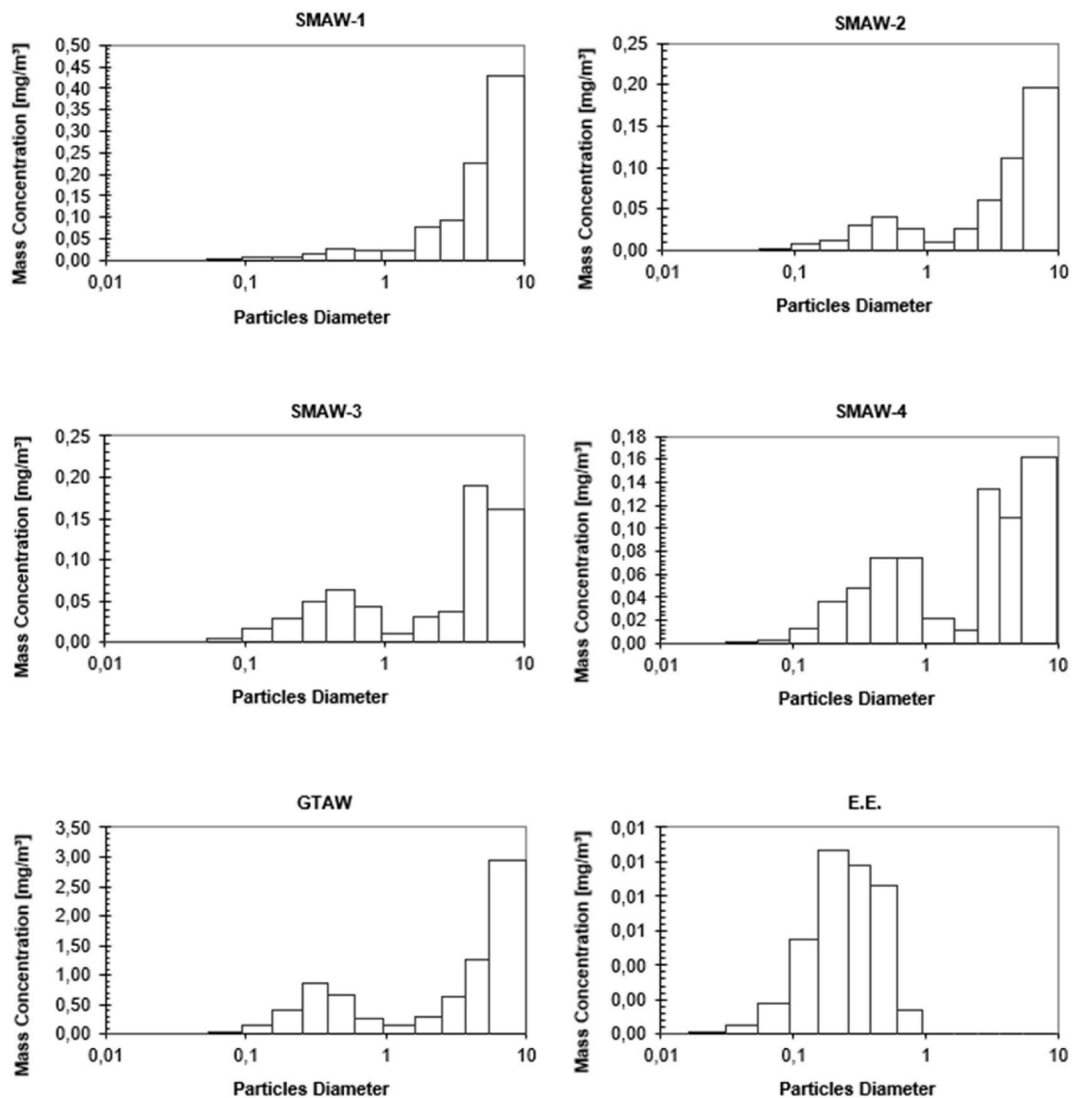 SMAW-1
Mass Concentration [mg/m³]
0,50
0,45
0,40
0,35
0,30
0,25
0,20
0,15
0,10
0,05
0,00
0,01 0,1 1 10
Particles Diameter
SMAW-2
Mass Concentration [mg/m³]
0,25
0,20
0,15
0,10
0,05
0,00
0,01 0,1 1 10
Particles Diameter
SMAW-3
Mass Concentration [mg/m³]
0,25
0,20
0,15
0,10
0,05
0,00
0,01 0,1 1 10
Particles Diameter
SMAW-4
Mass Concentration [mg/m³]
0,18
0,16
0,14
0,12
0,10
0,08
0,06
0,04
0,02
0,00
0,01 0,1 1 10
Particles Diameter
GTAW
Mass Concentration [mg/m³]
3,50
3,00
2,50
2,00
1,50
1,00
0,50
0,00
0,01 0,1 1 10
Particles Diameter
E.E.
Mass Concentration [mg/m³]
0,01
0,01
0,01
0,01
0,00
0,00
0,00
0,01 0,1 1 10
Particles Diameter